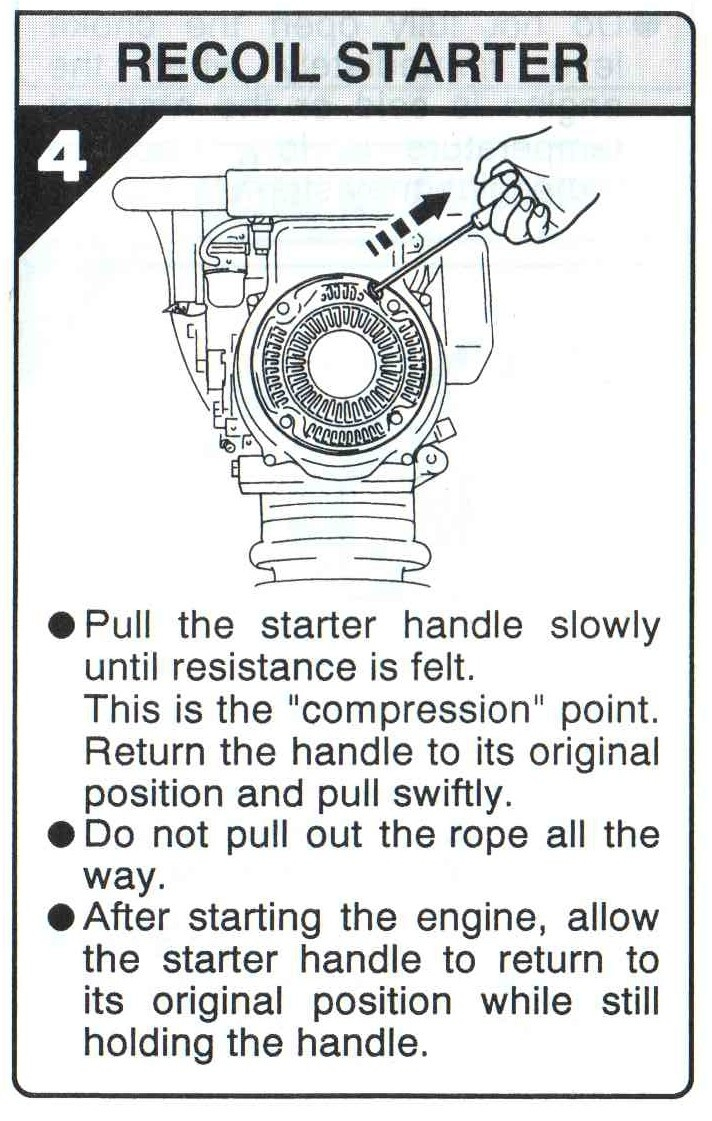 RECOIL STARTER
4
● Pull the starter handle slowly
until resistance is felt.
This is the "compression" point.
Return the handle to its original
position and pull swiftly.
● Do not pull out the rope all the
way.
● After starting the engine, allow
the starter handle to return to
its original position while still
holding the handle.